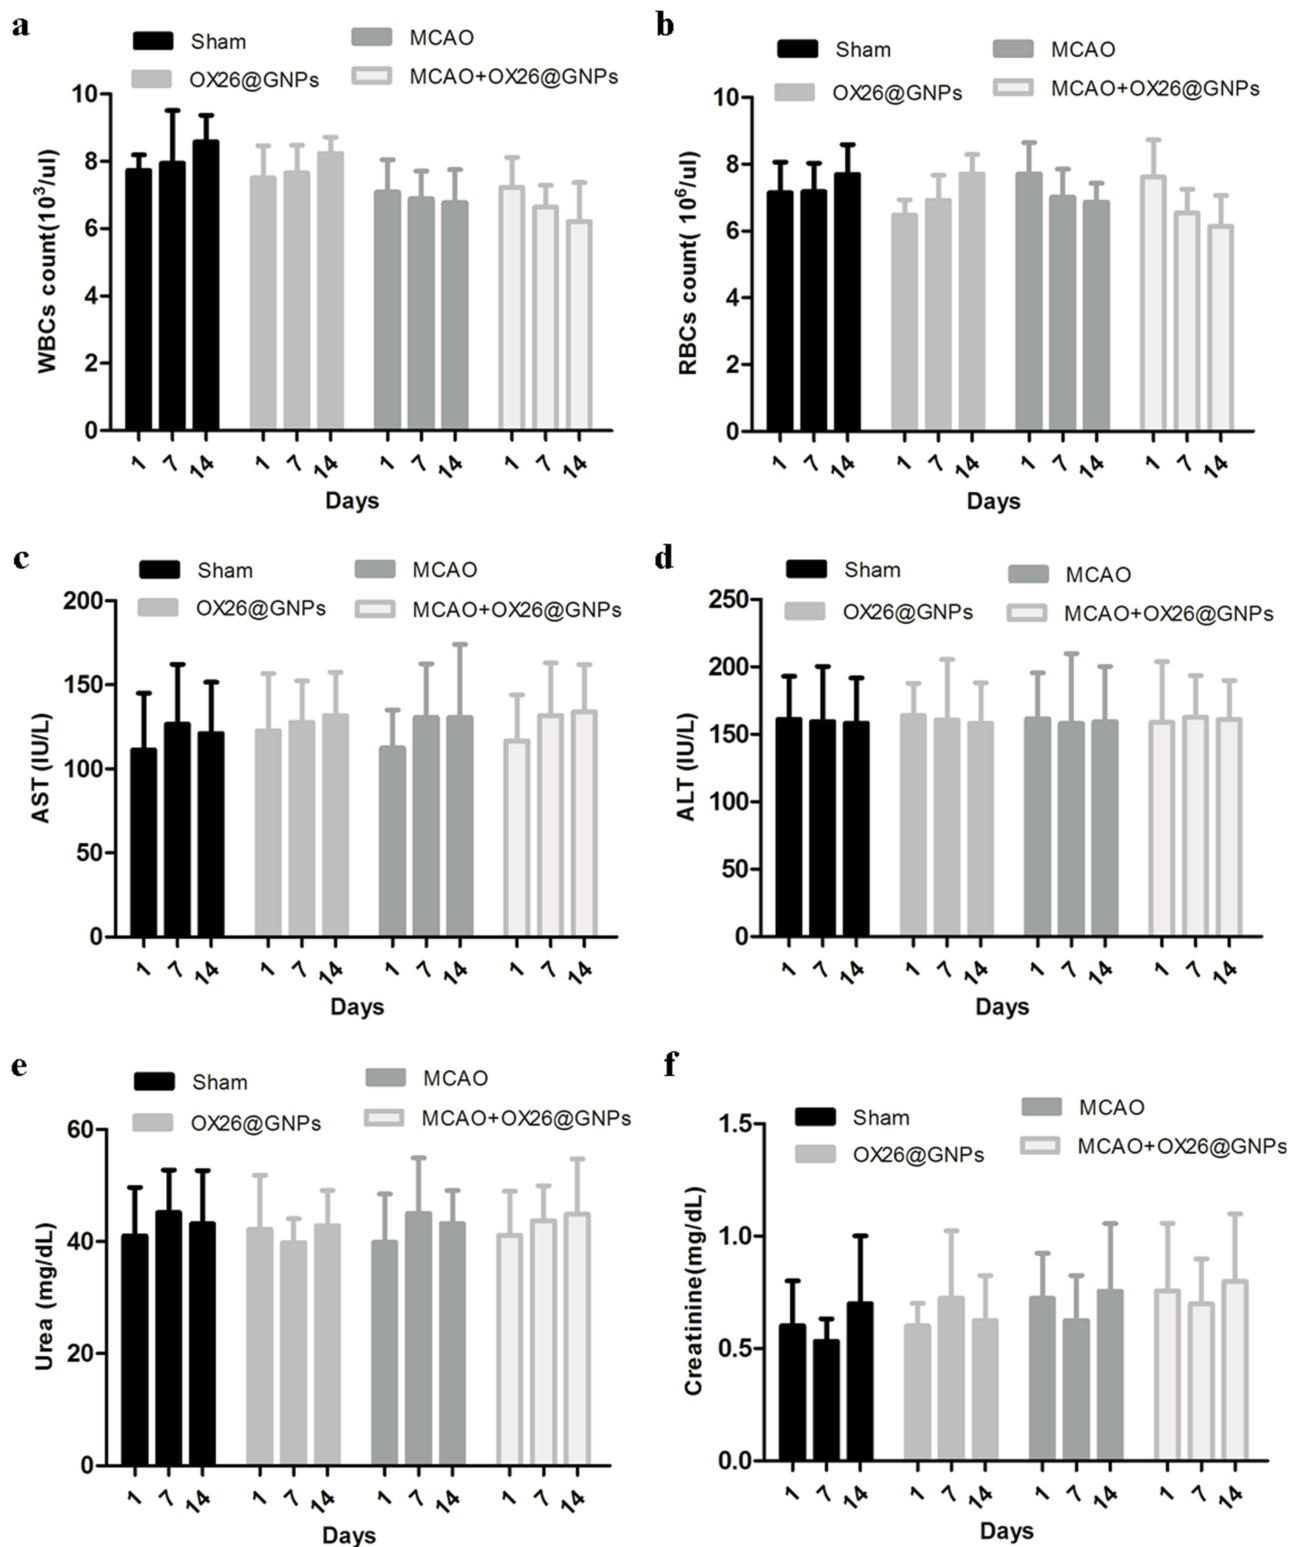 a
Sham
MCAO
OX26@GNPs
MCAO+OX26@GNPs
WBCs count(10³/ul)
10
8
6
4
2
0
1 7 14 1 7 14 1 7 14 1 7 14
Days
b
Sham
MCAO
OX26@GNPs
MCAO+OX26@GNPs
RBCs count( 10⁶/ul)
10
8
6
4
2
0
1 7 14 1 7 14 1 7 14 1 7 14
Days
c
Sham
MCAO
OX26@GNPs
MCAO+OX26@GNPs
AST (IU/L)
200
150
100
50
0
1 7 14 1 7 14 1 7 14 1 7 14
Days
d
Sham
MCAO
OX26@GNPs
MCAO+OX26@GNPs
ALT (IU/L)
250
200
150
100
50
0
1 7 14 1 7 14 1 7 14 1 7 14
Days
e
Sham
MCAO
OX26@GNPs
MCAO+OX26@GNPs
Urea (mg/dL)
60
40
20
0
1 7 14 1 7 14 1 7 14 1 7 14
Days
f
Sham
MCAO
OX26@GNPs
MCAO+OX26@GNPs
Creatinine(mg/dL)
1.5
1.0
0.5
0.0
1 7 14 1 7 14 1 7 14 1 7 14
Days